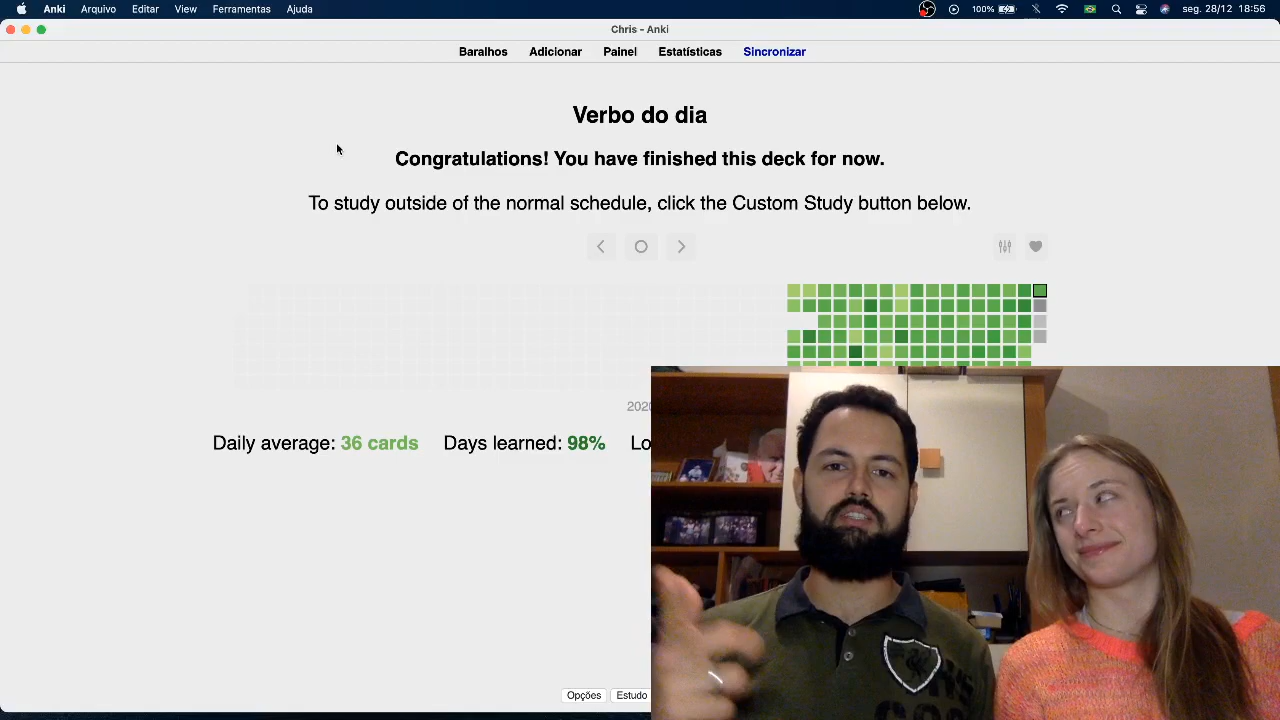 Anki Arquivo Editar View Ferramentas Ajuda 100% seg. 28/12 18:56
Chris - Anki
Baralhos Adicionar Painel Estatísticas Sincronizar
Verbo do dia
Congratulations! You have finished this deck for now.
To study outside of the normal schedule, click the Custom Study button below.
2020
Daily average: 36 cards Days learned: 98% Lo
Opções Estudo